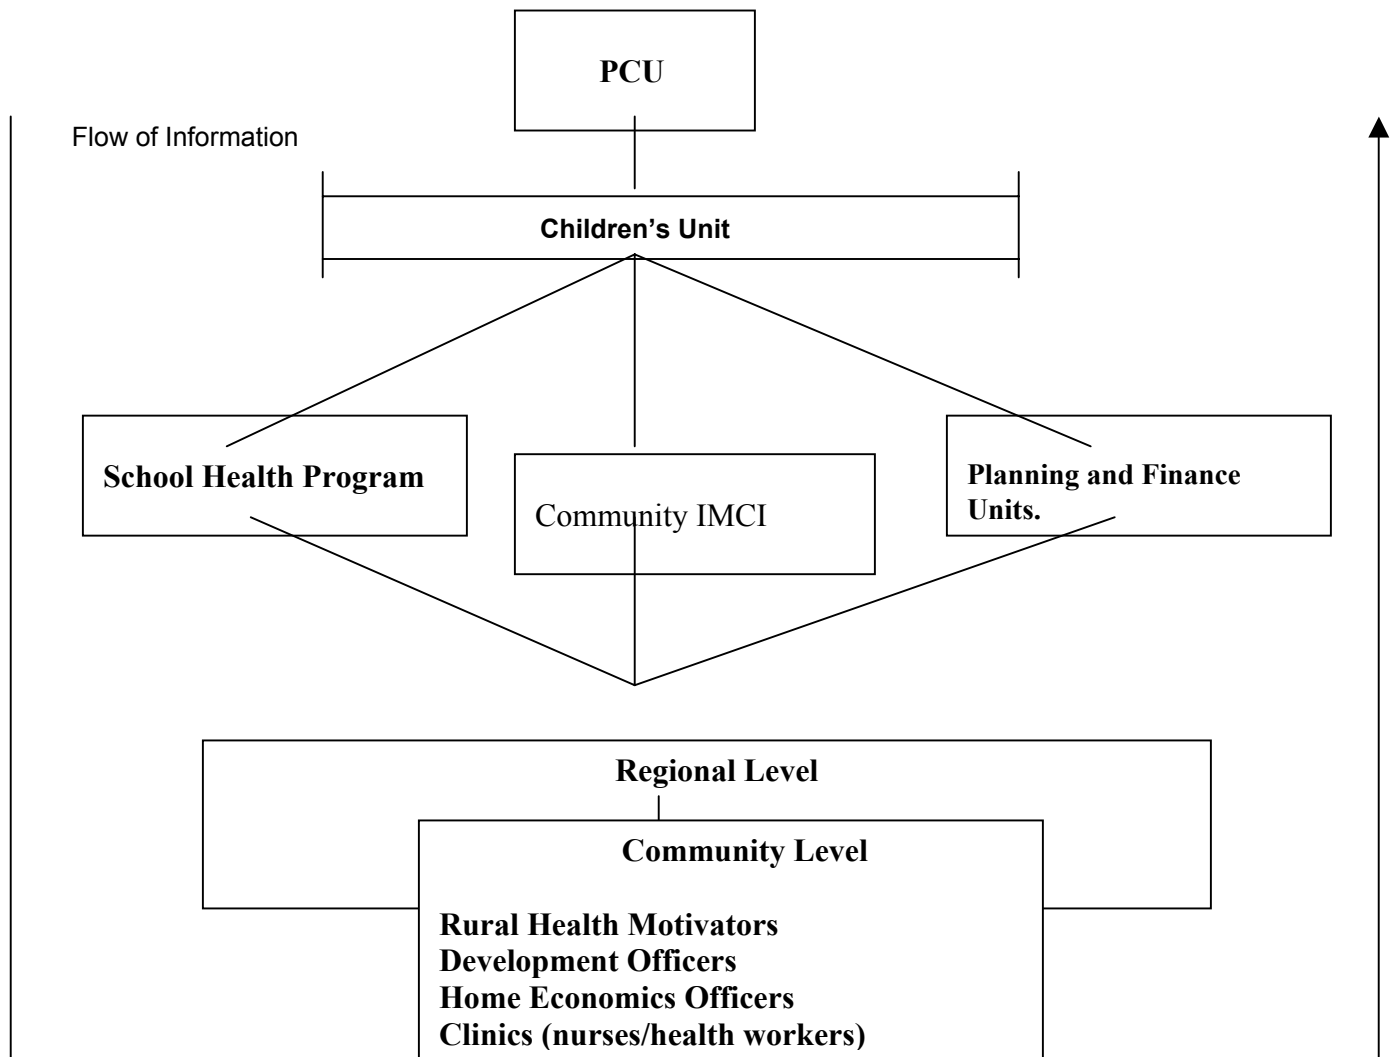 PCU
Flow of Information
Children’s Unit
School Health Program
Community IMCI
Planning and Finance
Units.
Regional Level
Community Level
Rural Health Motivators
Development Officers
Home Economics Officers
Clinics (nurses/health workers)